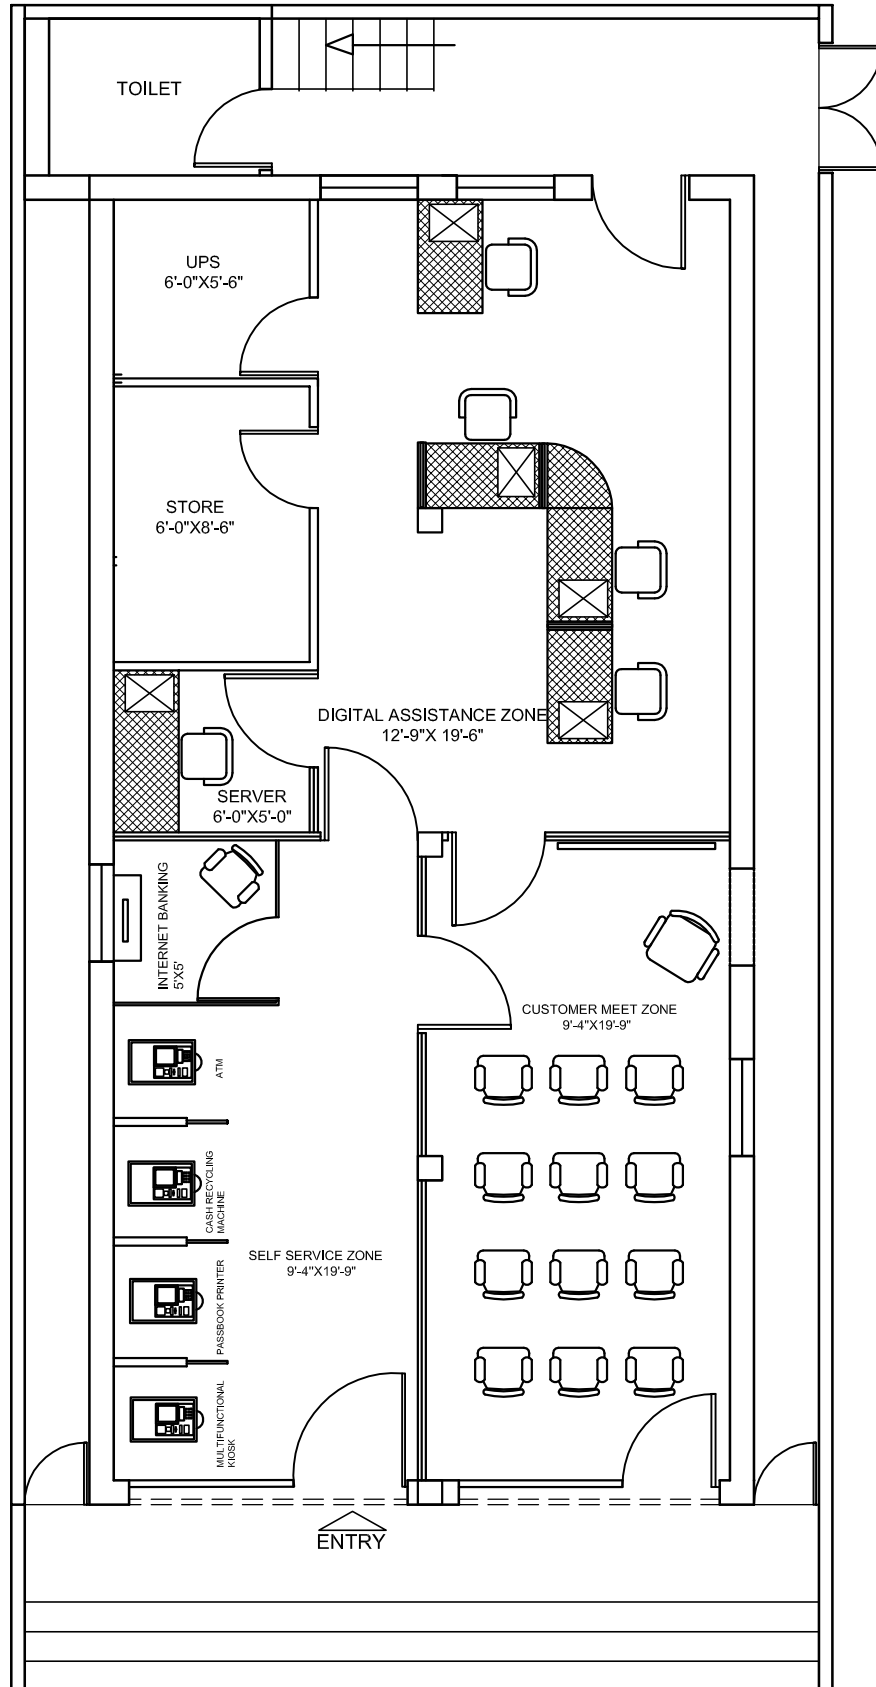 TOILET
UPS
6'-0"X5'-6"
STORE
6'-0"X8'-6"
DIGITAL ASSISTANCE ZONE
12'-9"X 19'-6"
SERVER
6'-0"X5'-0"
INTERNET BANKING
5'X5'
CUSTOMER MEET ZONE
9'-4"X19'-9"
ATM
CASH RECYCLING
MACHINE
SELF SERVICE ZONE
9'-4"X19'-9"
PASSBOOK PRINTER
MULTIFUNCTIONAL
KIOSK
ENTRY